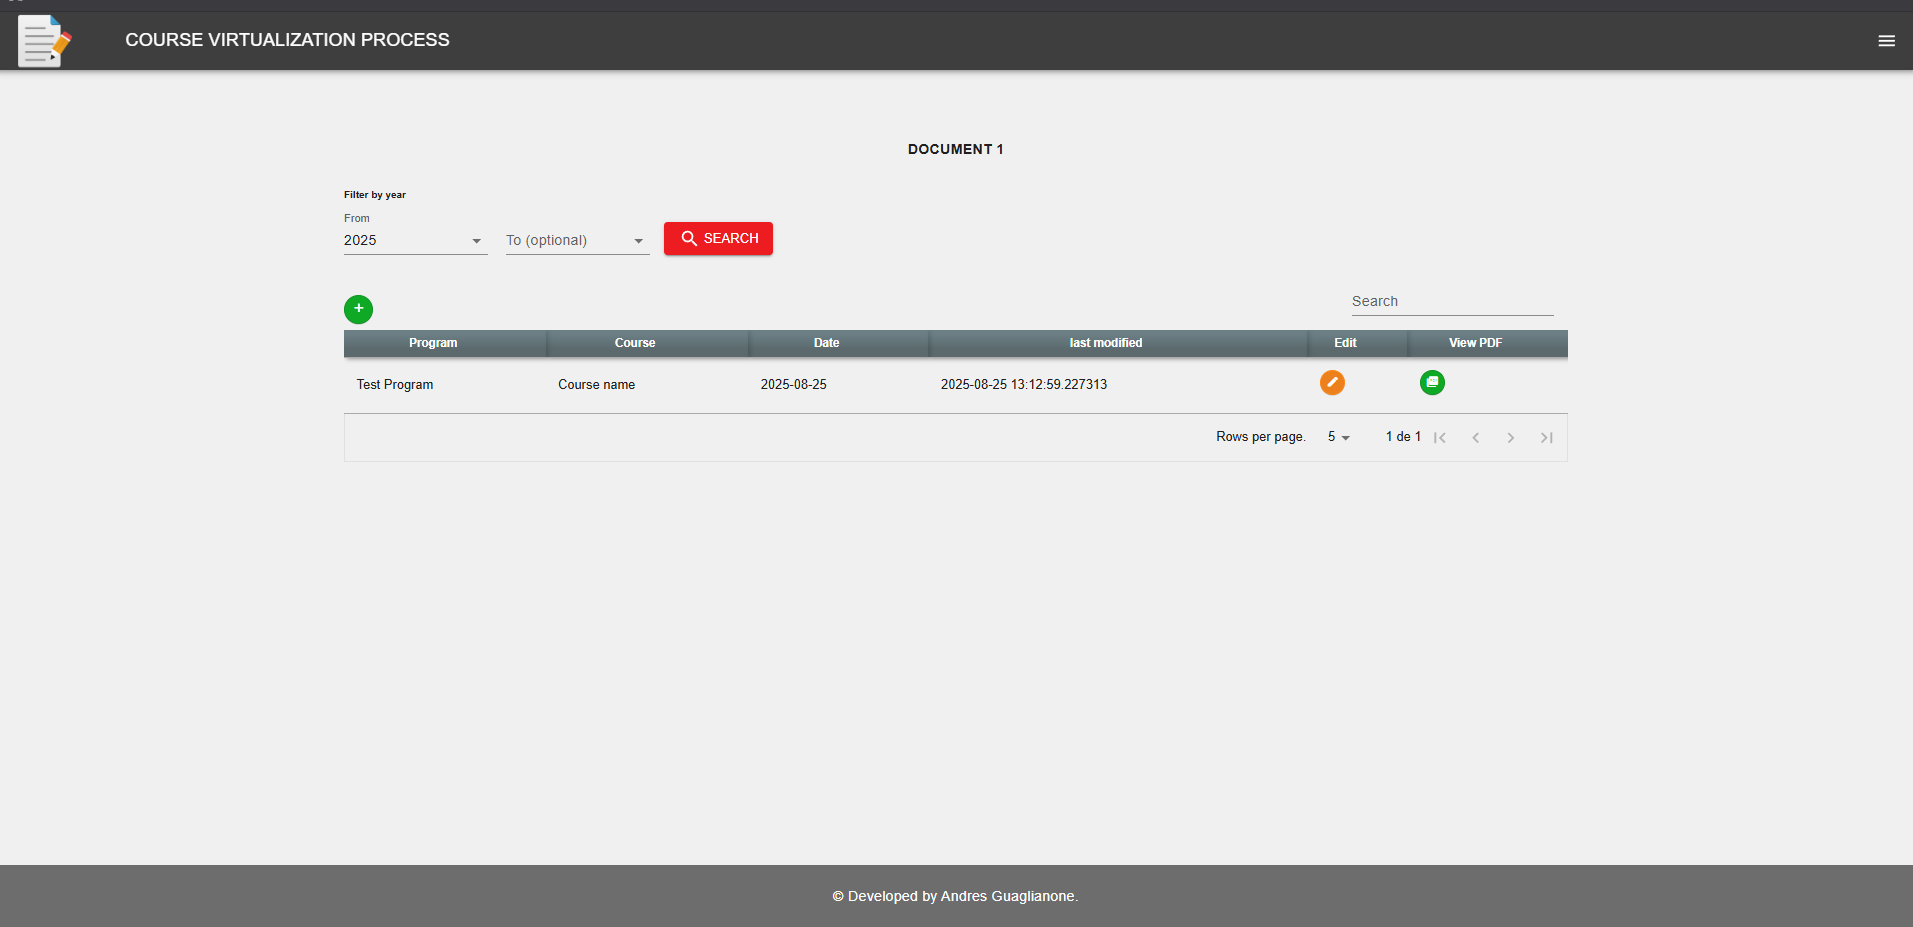 COURSE VIRTUALIZATION PROCESS
DOCUMENT 1
Filter by year
From
2025 To (optional) SEARCH
+ Search
Program Course Date last modified Edit View PDF
Test Program Course name 2025-08-25 2025-08-25 13:12:59.227313
Rows per page. 5 1 de 1
© Developed by Andres Guaglianone.